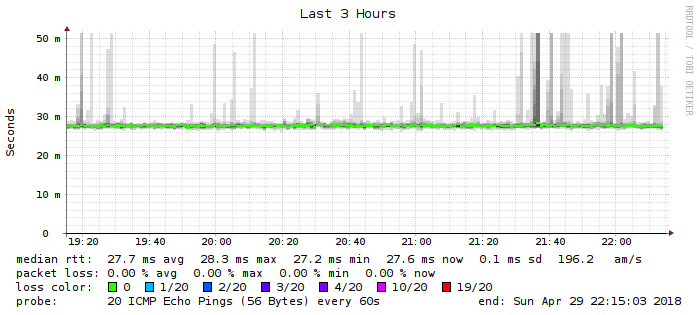 Last 3 Hours
RRDTOOL / TOBI OETIKER
Seconds
50 m
40 m
30 m
20 m
10 m
0
19:20 19:40 20:00 20:20 20:40 21:00 21:20 21:40 22:00
median rtt: 27.7 ms avg 28.3 ms max 27.2 ms min 27.6 ms now 0.1 ms sd 196.2 am/s
packet loss: 0.00 % avg 0.00 % max 0.00 % min 0.00 % now
loss color: 0 1/20 2/20 3/20 4/20 10/20 19/20
probe: 20 ICMP Echo Pings (56 Bytes) every 60s end: Sun Apr 29 22:15:03 2018